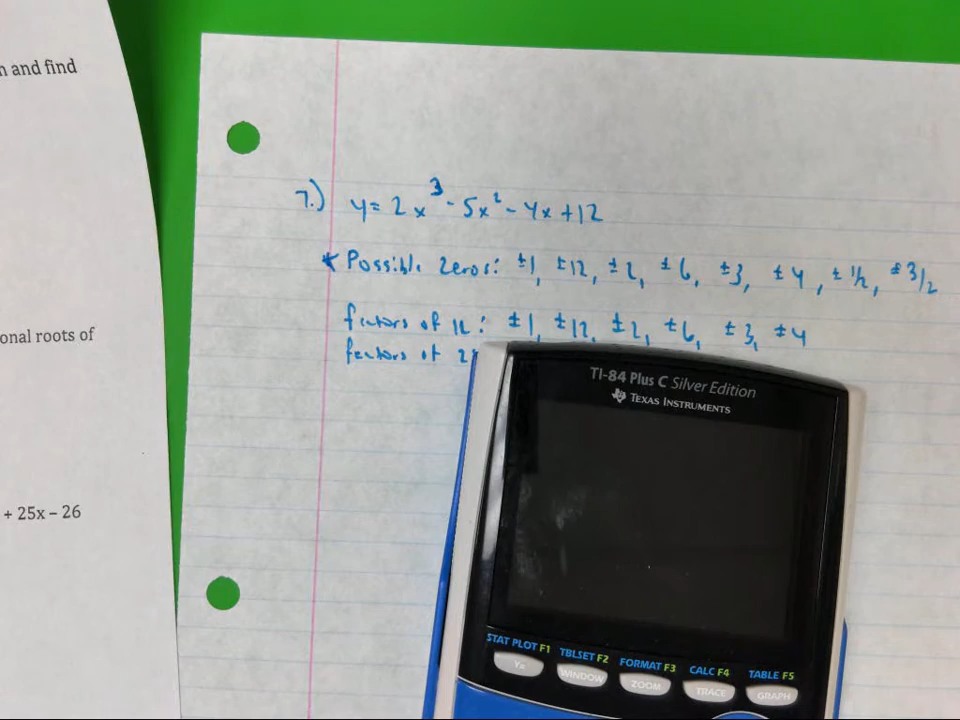 n and find
onal roots of
+ 25x – 26
7.) y = 2x³ - 5x² - 4x + 12
* Possible zeros: ±1, ±12, ±2, ±6, ±3, ±4, ±1/2, ±3/2
factors of 12: ±1, ±12, ±2, ±6, ±3, ±4
factors of 2:
TI-84 Plus C Silver Edition
TEXAS INSTRUMENTS
STAT PLOT F1 TBLSET F2 FORMAT F3 CALC F4 TABLE F5
Y= WINDOW ZOOM TRACE GRAPH